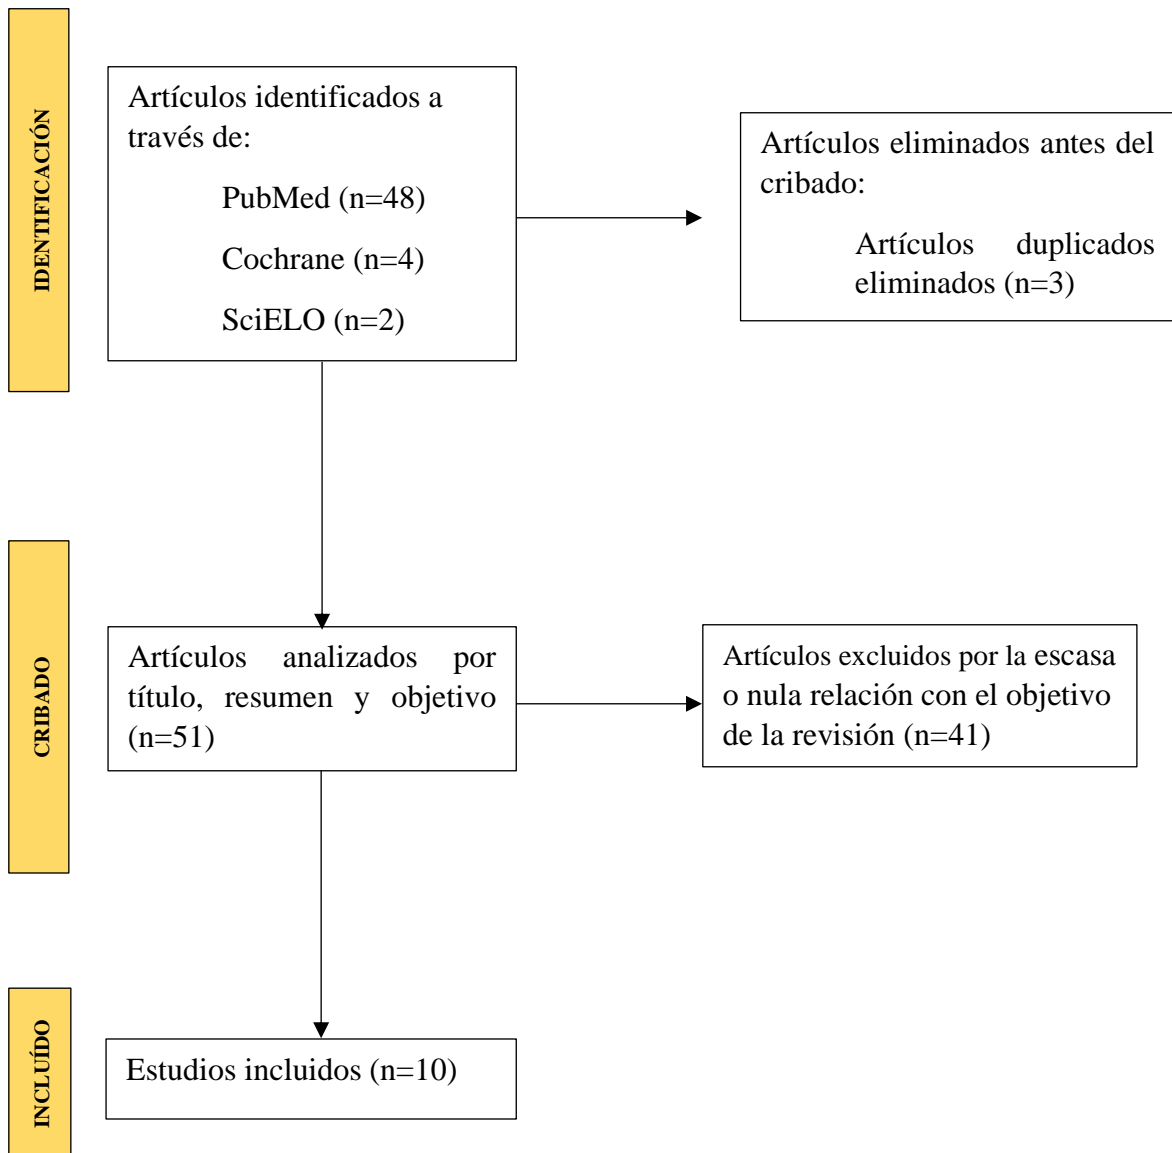 IDENTIFICACIÓN
Artículos identificados a
través de:
PubMed (n=48)
Cochrane (n=4)
SciELO (n=2)
Artículos eliminados antes del
cribado:
Artículos duplicados
eliminados (n=3)
CRIBADO
Artículos analizados por
título, resumen y objetivo
(n=51)
Artículos excluidos por la escasa
o nula relación con el objetivo
de la revisión (n=41)
INCLUÍDO
Estudios incluidos (n=10)